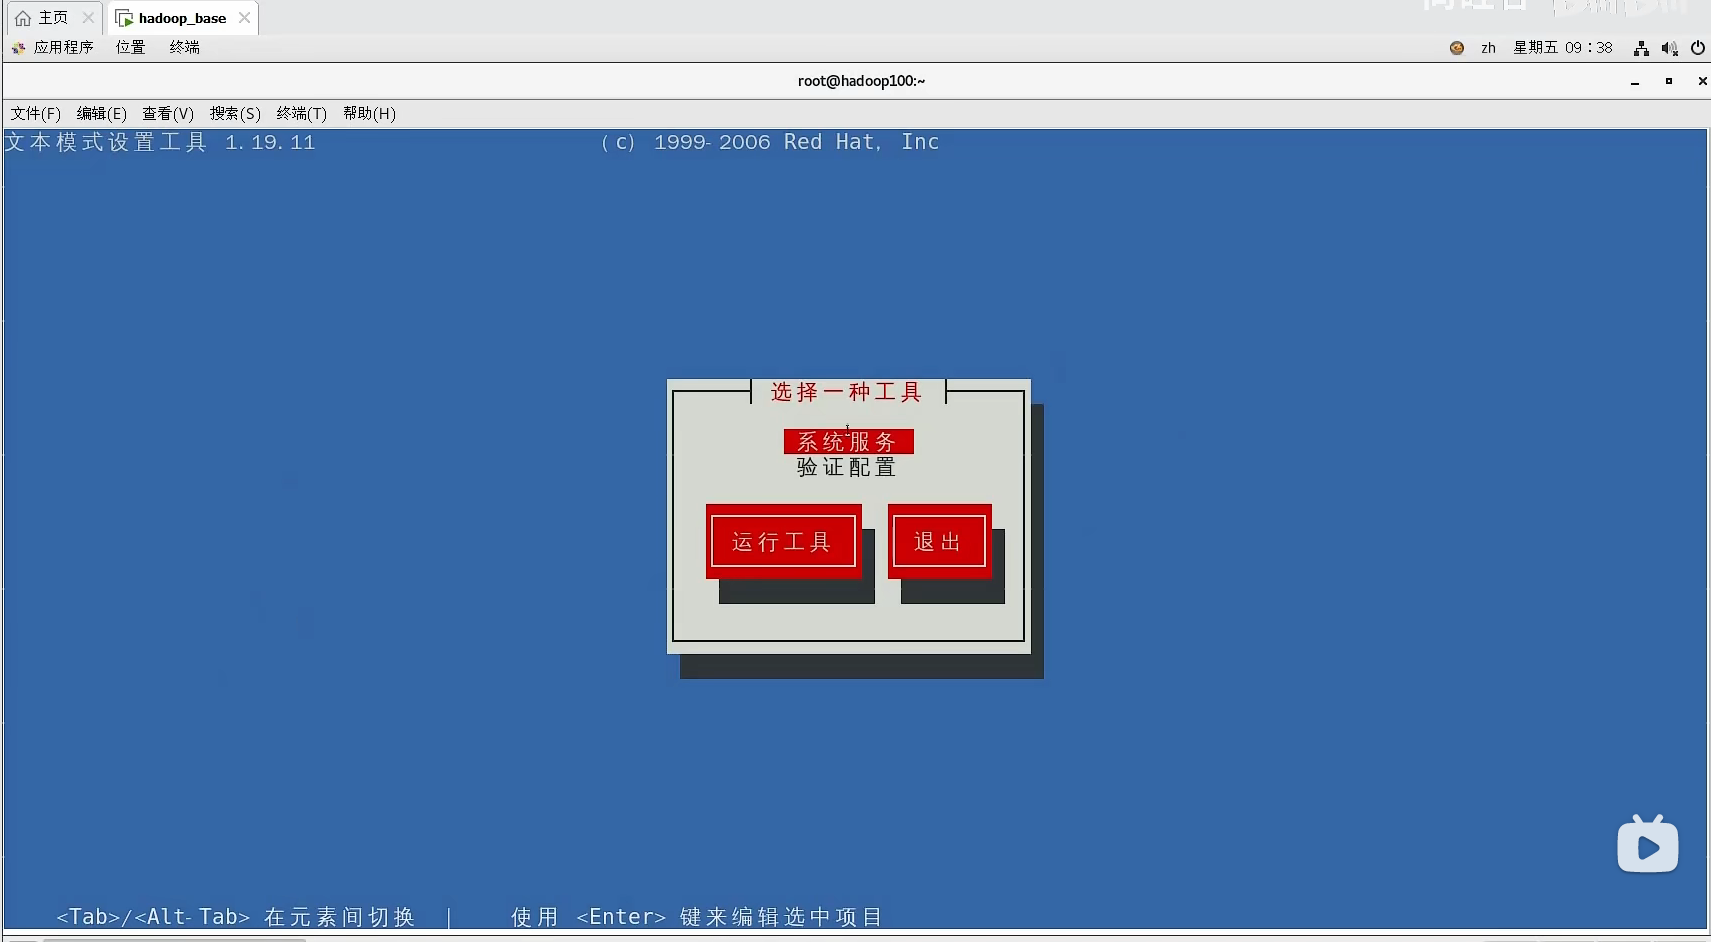 主页 hadoop_base
应用程序 位置 终端 zh 星期五 09：38
root@hadoop100:~
文件(F) 编辑(E) 查看(V) 搜索(S) 终端(T) 帮助(H)
文本模式设置工具 1.19.11 (c) 1999-2006 Red Hat, Inc
选择一种工具
系统服务
验证配置
运行工具 退出
<Tab>/<Alt-Tab> 在元素间切换 | 使用 <Enter> 键来编辑选中项目